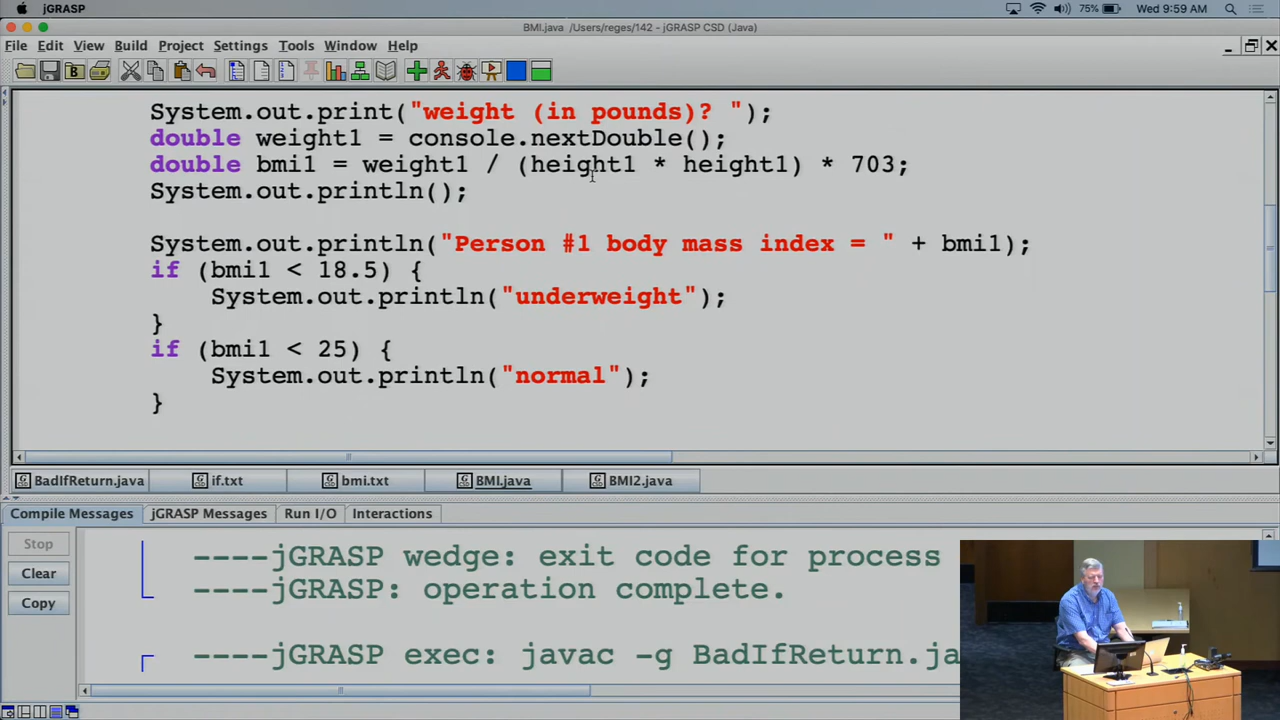 jGRASP
75%
Wed 9:59 AM
BMI.java /Users/reges/142 - jGRASP CSD (Java)
File Edit View Build Project Settings Tools Window Help
System.out.print("weight (in pounds)? ");
double weight1 = console.nextDouble();
double bmi1 = weight1 / (height1 * height1) * 703;
System.out.println();
System.out.println("Person #1 body mass index = " + bmi1);
if (bmi1 < 18.5) {
System.out.println("underweight");
}
if (bmi1 < 25) {
System.out.println("normal");
}
BadIfReturn.java if.txt bmi.txt BMI.java BMI2.java
Compile Messages jGRASP Messages Run I/O Interactions
Stop
Clear
Copy
----jGRASP wedge: exit code for process
----jGRASP: operation complete.
----jGRASP exec: javac -g BadIfReturn.ja